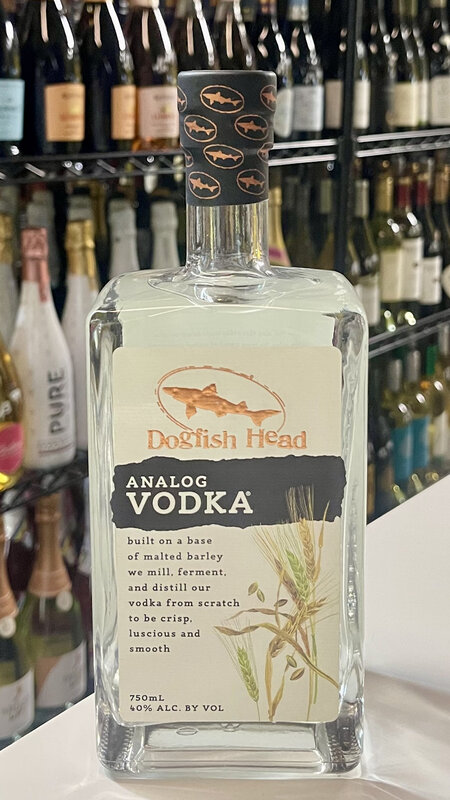 Dogfish Head
ANALOG
VODKA
built on a base
of malted barley
we mill, ferment,
and distill our
vodka from scratch
to be crisp,
luscious and
smooth
750mL
40% ALC. BY VOL
PURE